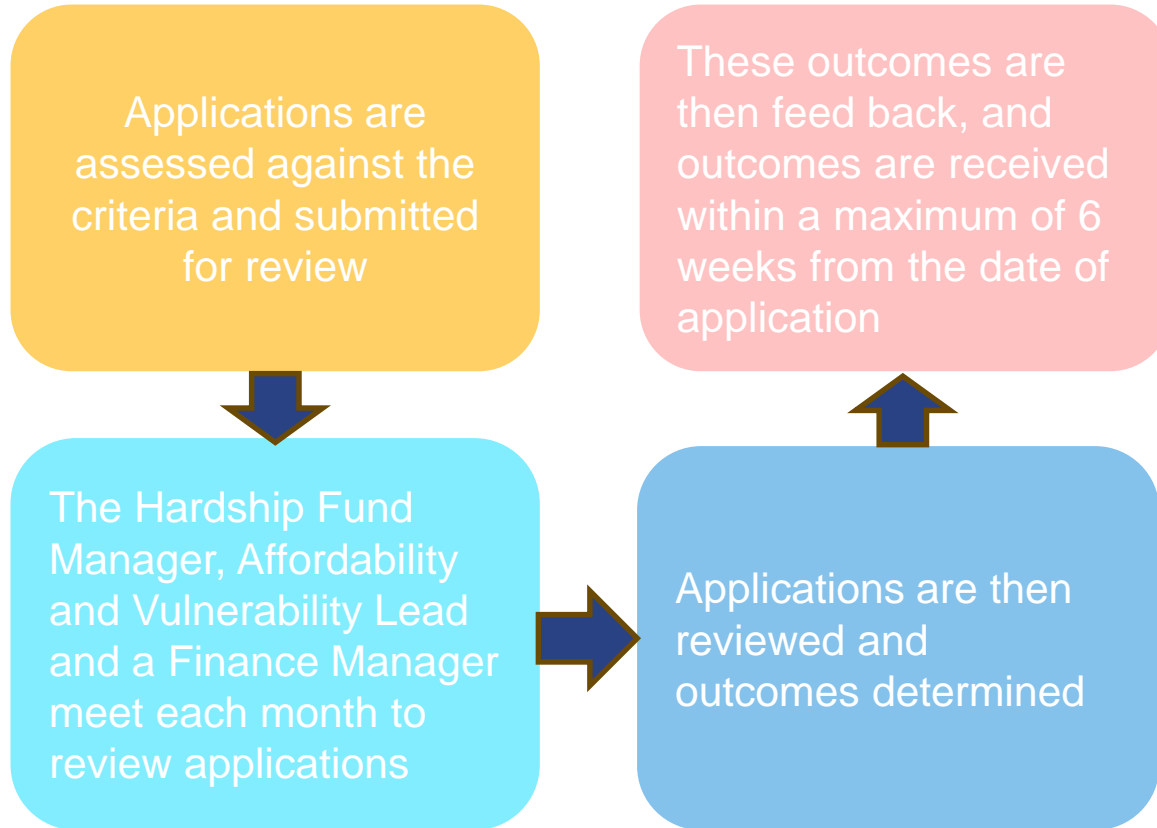 Applications are
assessed against the
criteria and submitted
for review
The Hardship Fund
Manager, Affordability
and Vulnerability Lead
and a Finance Manager
meet each month to
review applications
Applications are then
reviewed and
outcomes determined
These outcomes are
then feed back, and
outcomes are received
within a maximum of 6
weeks from the date of
application